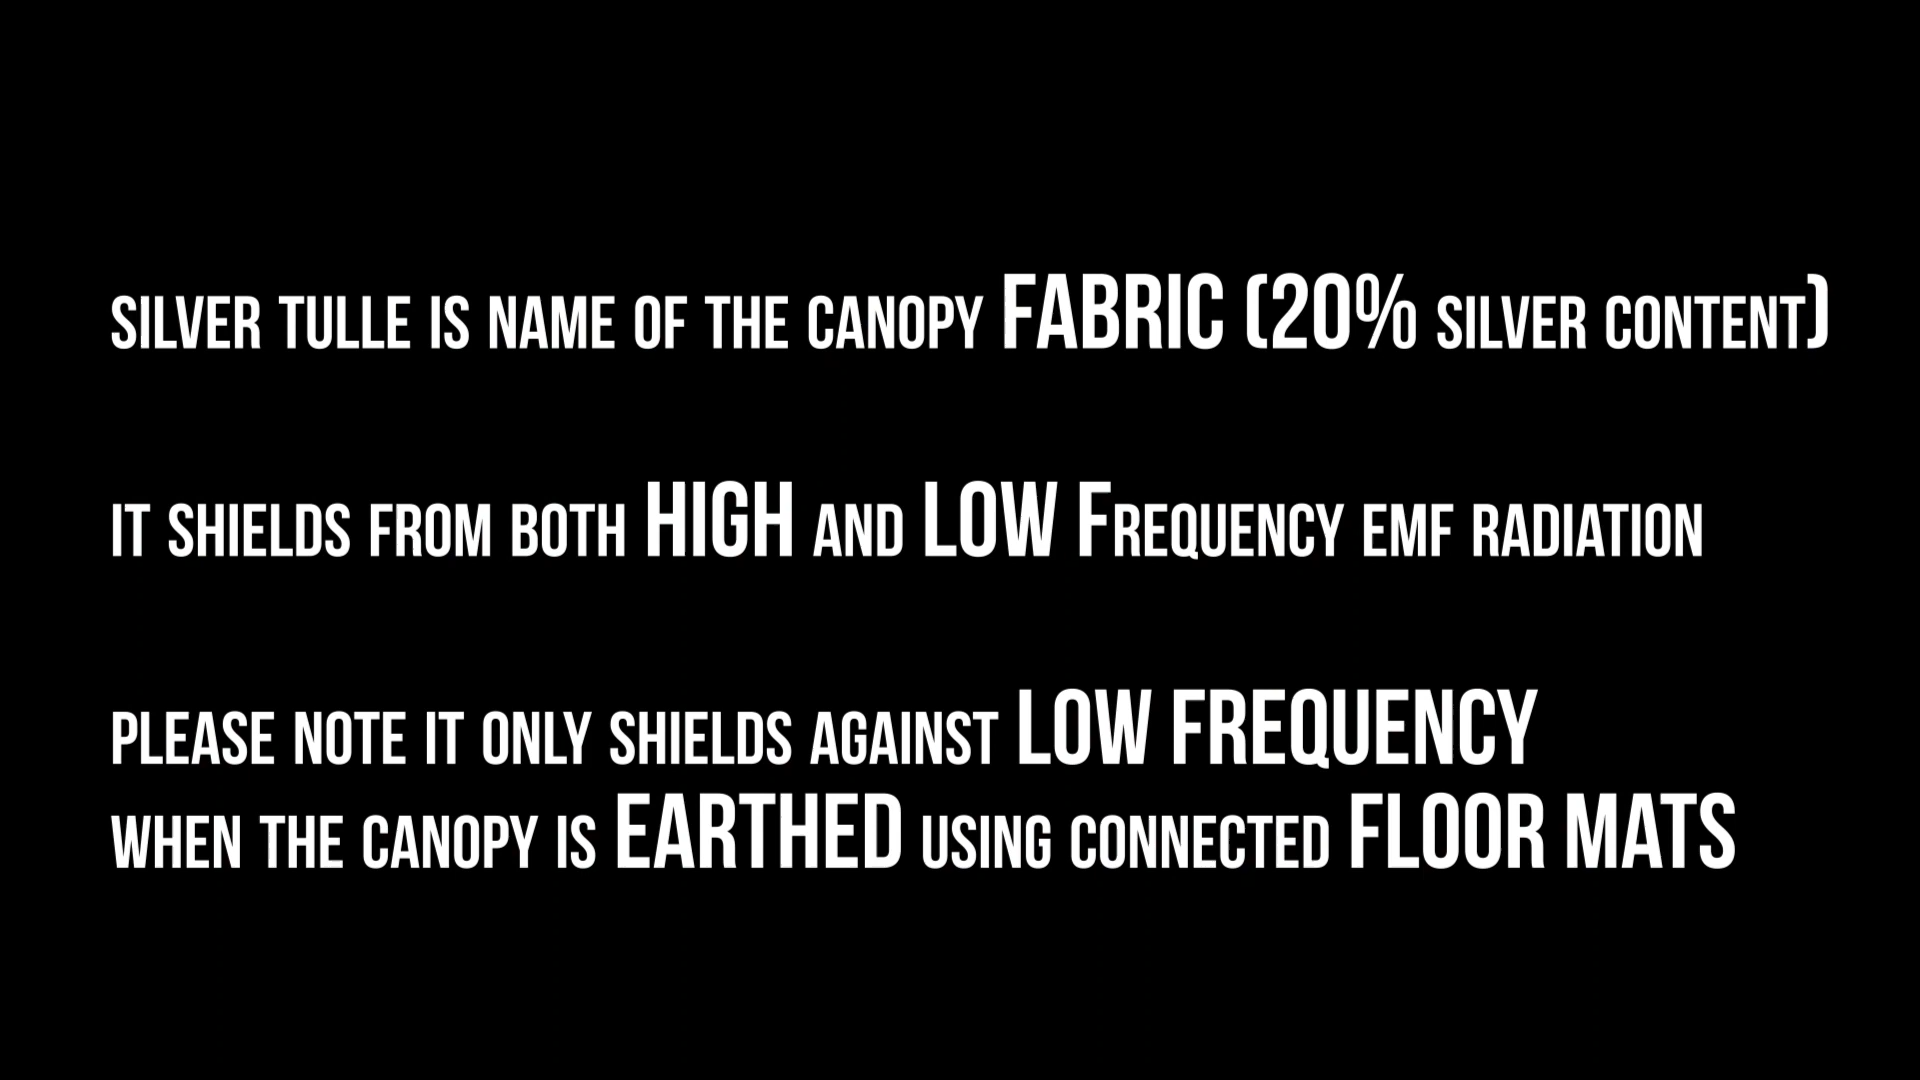 SILVER TULLE IS NAME OF THE CANOPY FABRIC (20% SILVER CONTENT)
IT SHIELDS FROM BOTH HIGH AND LOW FREQUENCY EMF RADIATION
PLEASE NOTE IT ONLY SHIELDS AGAINST LOW FREQUENCY
WHEN THE CANOPY IS EARTHED USING CONNECTED FLOOR MATS